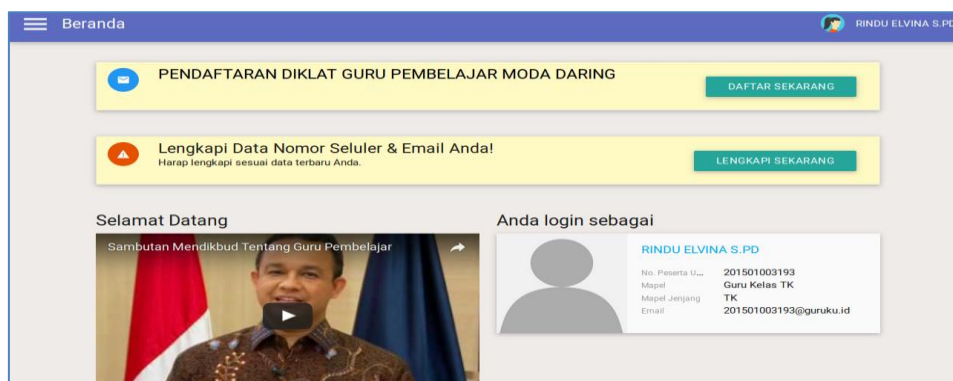 Beranda
RINDU ELVINA S.PD
PENDAFTARAN DIKLAT GURU PEMBELAJAR MODA DARING
DAFTAR SEKARANG
Lengkapi Data Nomor Seluler & Email Anda!
Harap lengkapi sesuai data terbaru Anda.
LENGKAPI SEKARANG
Selamat Datang
Sambutan Mendikbud Tentang Guru Pembelajar
Anda login sebagai
RINDU ELVINA S.PD
No. Peserta U... 201501003193
Mapel Guru Kelas TK
Mapel Jenjang TK
Email 201501003193@guruku.id